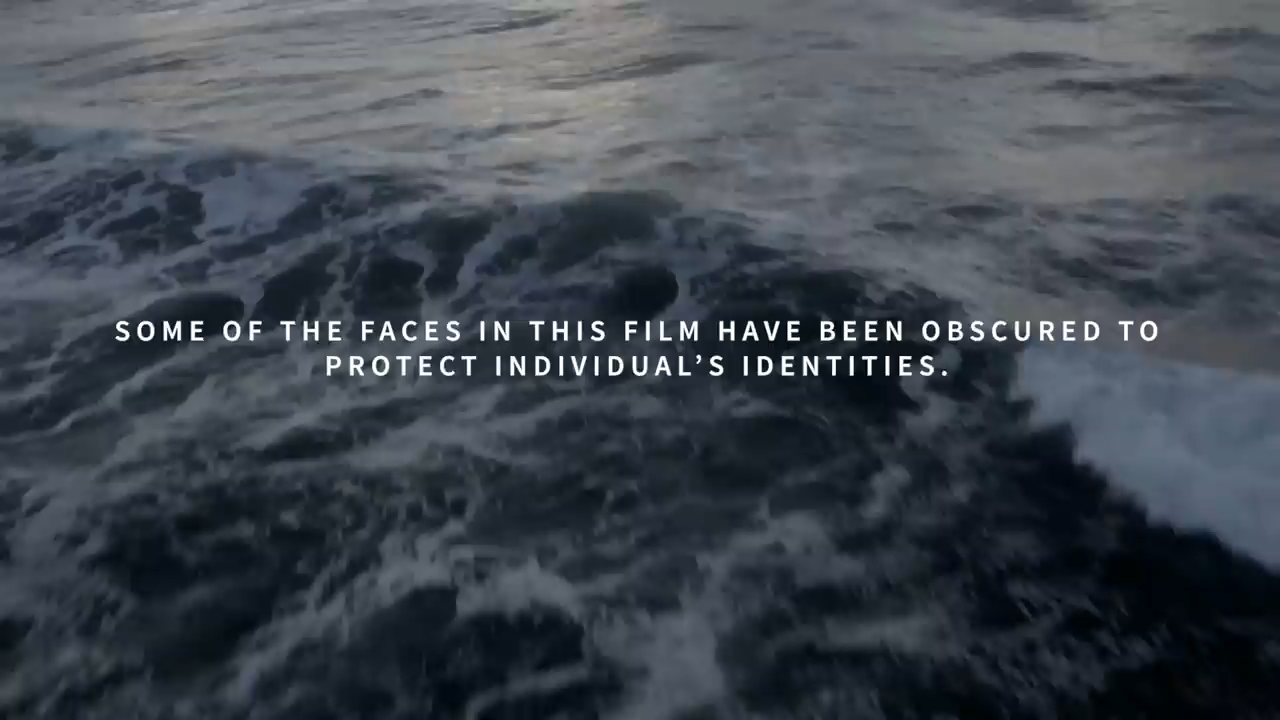 SOME OF THE FACES IN THIS FILM HAVE BEEN OBSCURED TO
PROTECT INDIVIDUAL’S IDENTITIES.